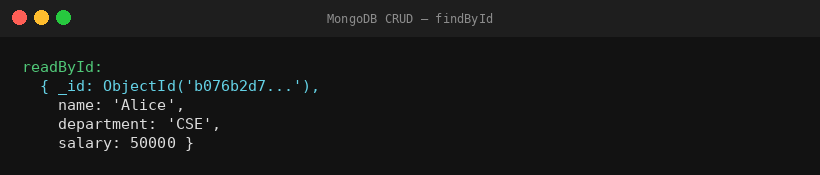 MongoDB CRUD — findById
readById:
{ _id: ObjectId('b076b2d7...'),
name: 'Alice',
department: 'CSE',
salary: 50000 }